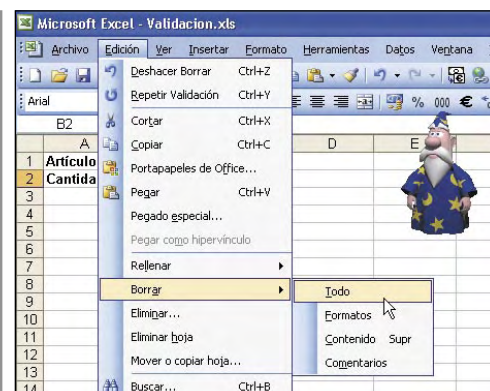 Microsoft Excel - Validacion.xls
Archivo Edición Ver Insertar Formato Herramientas Datos Ventana
Arial
% 000 €
B2
A D E
Deshacer Borrar Ctrl+Z
Repetir Validación Ctrl+Y
Cortar Ctrl+X
Copiar Ctrl+C
Portapapeles de Office...
Pegar Ctrl+V
Pegado especial...
Pegar como hipervínculo
Rellenar
Borrar
Eliminar...
Eliminar hoja
Mover o copiar hoja...
Buscar... Ctrl+B
Todo
Formatos
Contenido Supr
Comentarios
1 Artículo
2 Cantida
3
4
5
6
7
8
9
10
11
12
13
14